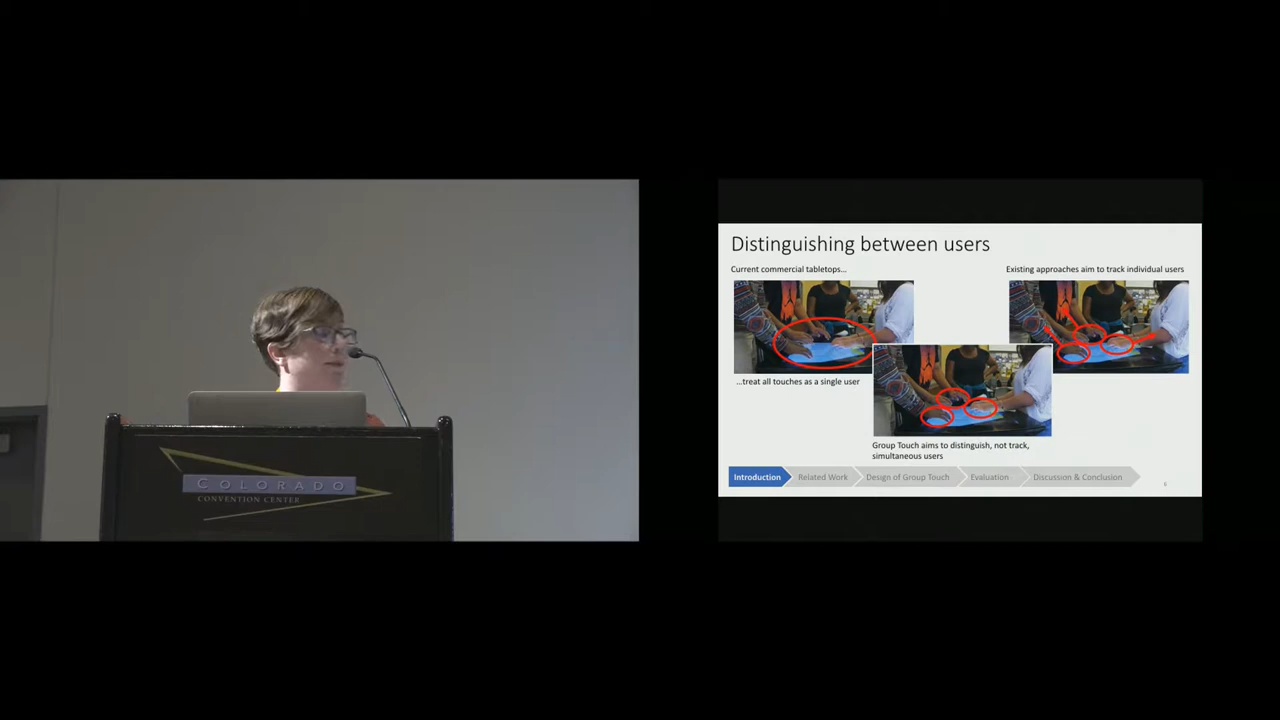 COLORADO
CONVENTION CENTER
Distinguishing between users
Current commercial tabletops…
Existing approaches aim to track individual users
…treat all touches as a single user
Group Touch aims to distinguish, not track,
simultaneous users
Introduction
Related Work
Design of Group Touch
Evaluation
Discussion & Conclusion
6